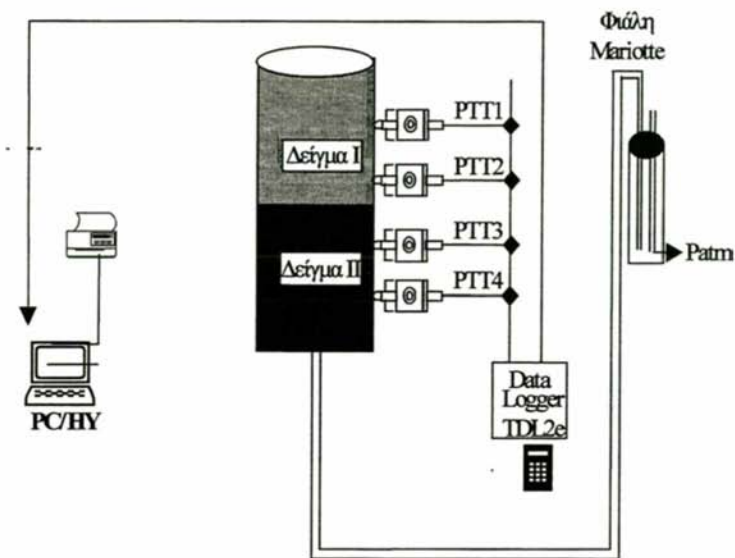 Φιάλη
Mariotte
PTT1
Δείγμα I
PTT2
PTT3
Δείγμα II
PTT4
Patm
Data
Logger
TDL2e
PC/HY